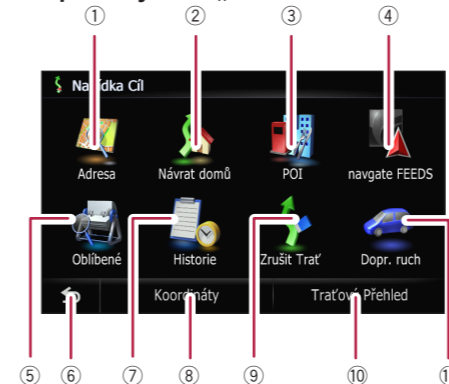 ① ② ③ ④
Nabídka Cíl
Adresa Návrat domů POI navgate FEEDS
Oblíbené Historie Zrušit Trať Dopr. ruch
Koordináty Traťový Přehled
⑤ ⑥ ⑦ ⑧ ⑨ ⑩